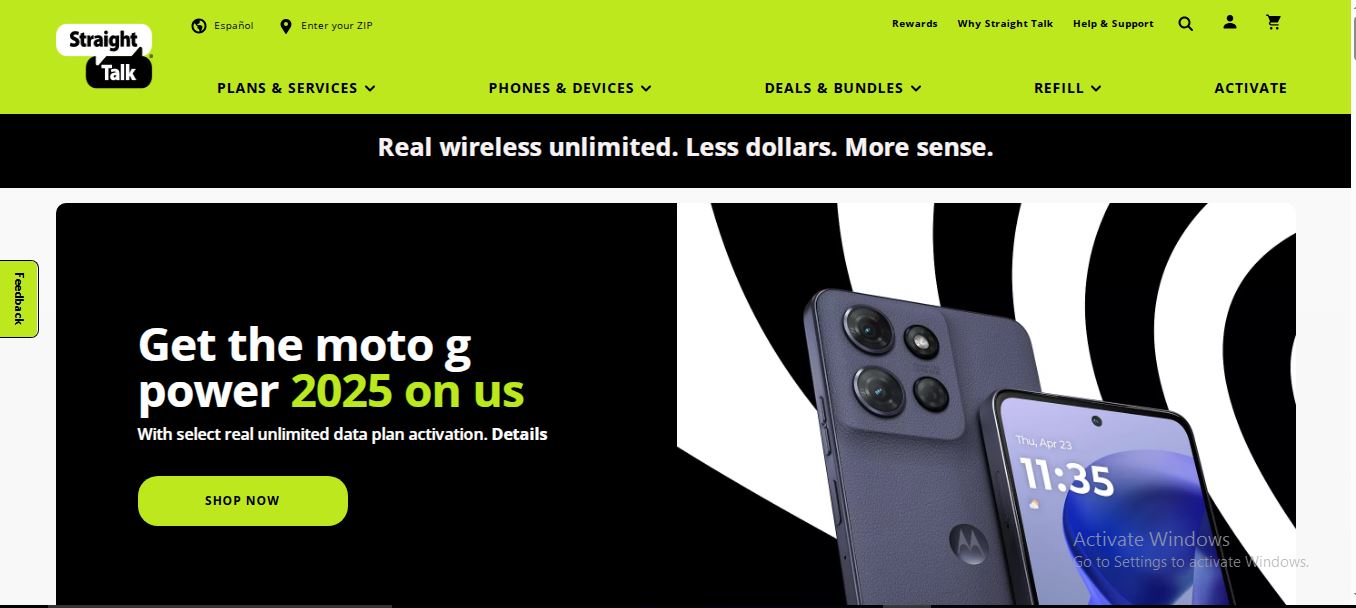 Straight
Talk
Español
Enter your ZIP
Rewards
Why Straight Talk
Help & Support
PLANS & SERVICES
PHONES & DEVICES
DEALS & BUNDLES
REFILL
ACTIVATE
Real wireless unlimited. Less dollars. More sense.
Feedback
Get the moto g
power 2025 on us
With select real unlimited data plan activation. Details
SHOP NOW
Thu, Apr 23
11:35
Activate Windows
Go to Settings to activate Windows.